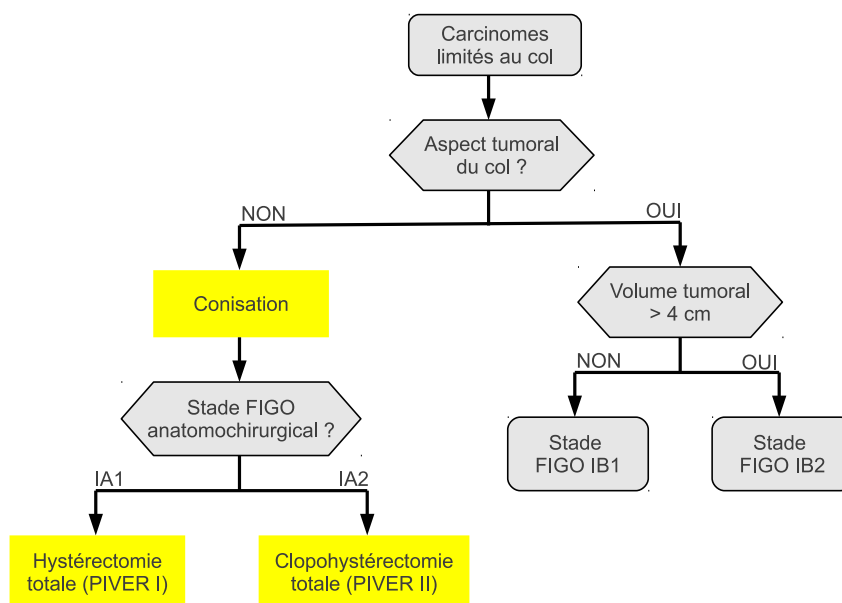 Carcinomes
limités au col
Aspect tumoral
du col ?
NON
OUI
Conisation
Volume tumoral
> 4 cm
NON
OUI
Stade FIGO
anatomochirurgical ?
Stade
FIGO IB1
Stade
FIGO IB2
IA1
IA2
Hystérectomie
totale (PIVER I)
Clopohystérectomie
totale (PIVER II)